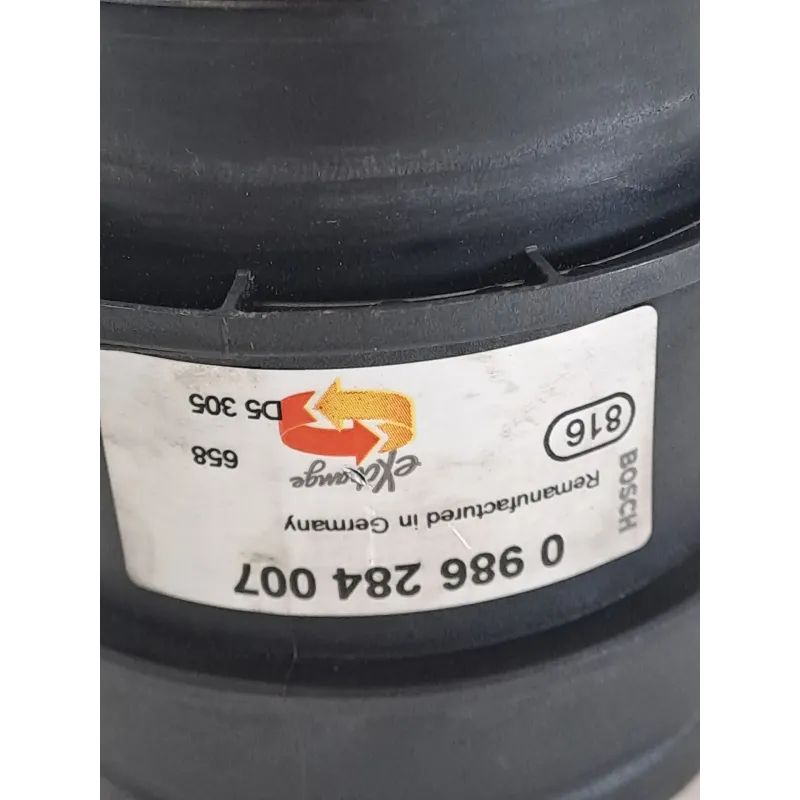 0 986 284 007
BOSCH
Remanufactured in Germany
816
eXchange
658
D5 305